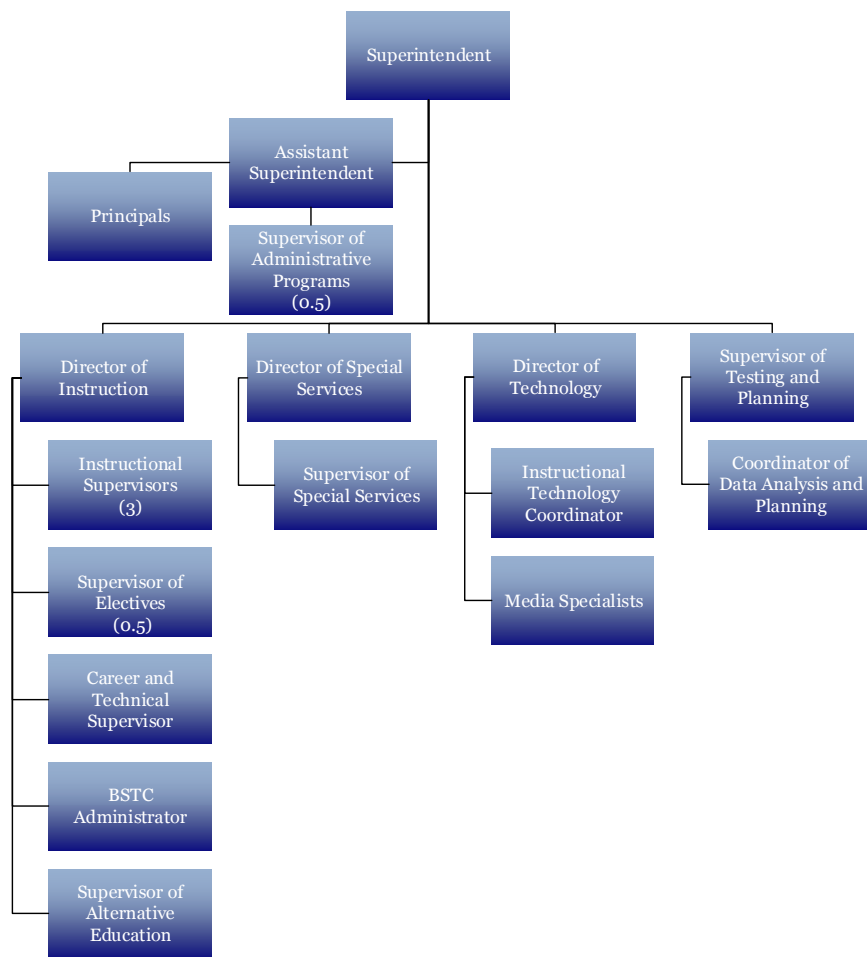 Superintendent
Assistant
Superintendent
Principals
Supervisor of
Administrative
Programs
(0.5)
Director of
Instruction
Director of Special
Services
Director of
Technology
Supervisor of
Testing and
Planning
Instructional
Supervisors
(3)
Supervisor of
Special Services
Instructional
Technology
Coordinator
Coordinator of
Data Analysis and
Planning
Supervisor of
Electives
(0.5)
Media Specialists
Career and
Technical
Supervisor
BSTC
Administrator
Supervisor of
Alternative
Education